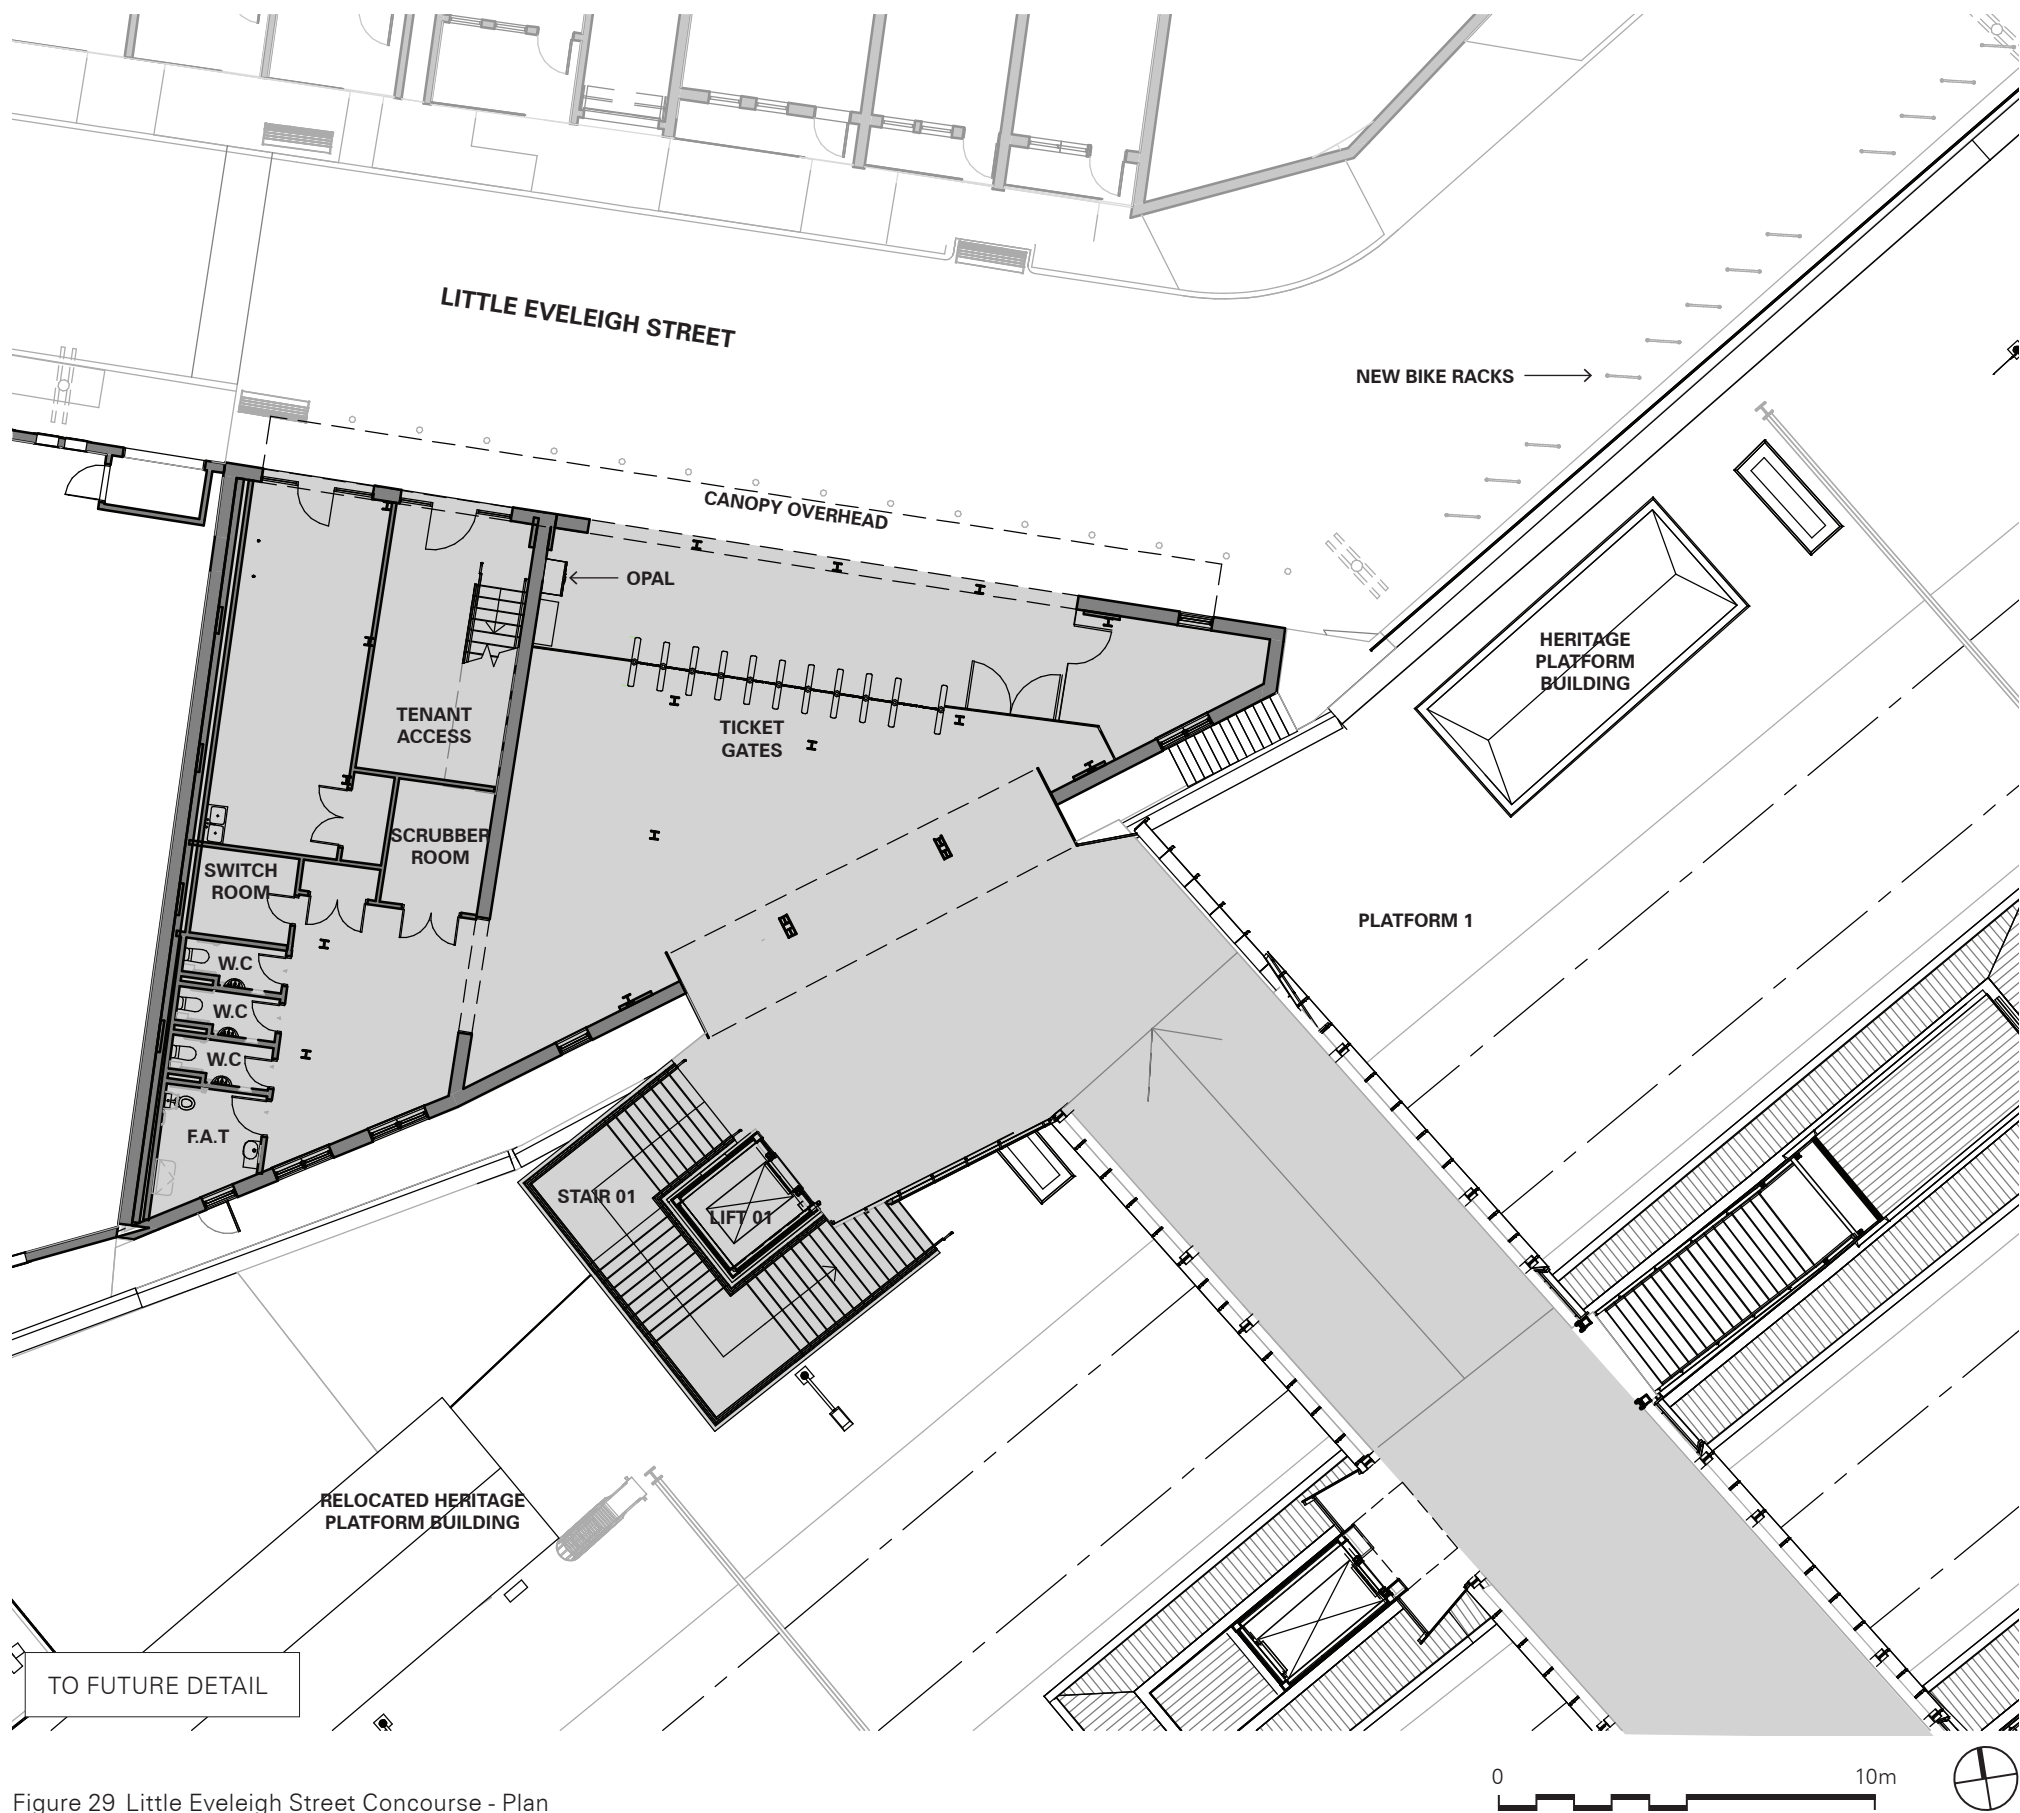 LITTLE EVELEIGH STREET
NEW BIKE RACKS
CANOPY OVERHEAD
OPAL
HERITAGE
PLATFORM
BUILDING
TENANT
ACCESS
TICKET
GATES
SCRUBBER
ROOM
SWITCH
ROOM
PLATFORM 1
W.C
W.C
W.C
F.A.T
STAIR 01
LIFT 01
RELOCATED HERITAGE
PLATFORM BUILDING
TO FUTURE DETAIL
0 10m
Figure 29 Little Eveleigh Street Concourse - Plan